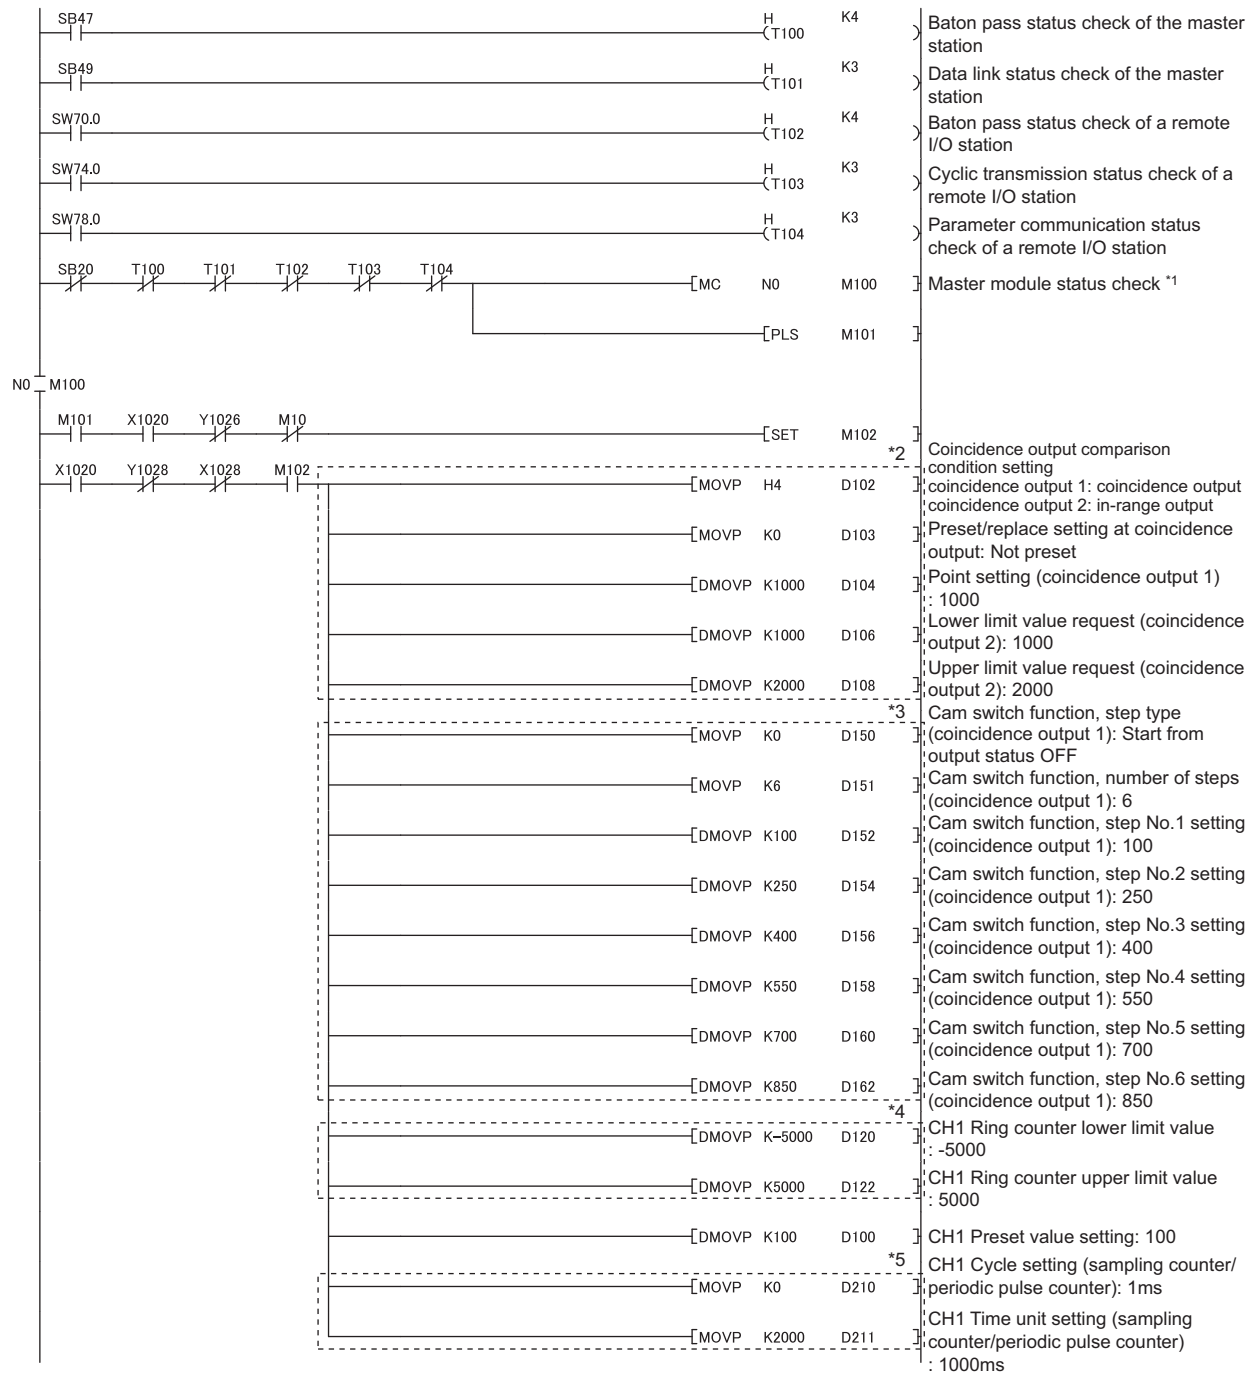 SB47 H K4
(T100 ) Baton pass status check of the master
station
SB49 H K3
(T101 ) Data link status check of the master
station
SW70.0 H K4
(T102 ) Baton pass status check of a remote
I/O station
SW74.0 H K3
(T103 ) Cyclic transmission status check of a
remote I/O station
SW78.0 H K3
(T104 ) Parameter communication status
check of a remote I/O station
SB20 T100 T101 T102 T103 T104
[MC N0 M100 ] Master module status check *1
[PLS M101 ]
N0 M100
M101 X1020 Y1026 M10
[SET M102 ]
*2 Coincidence output comparison
condition setting
X1020 Y1028 X1028 M102
[MOVP H4 D102 ] coincidence output 1: coincidence output
coincidence output 2: in-range output
[MOVP K0 D103 ] Preset/replace setting at coincidence
output: Not preset
[DMOVP K1000 D104 ] Point setting (coincidence output 1)
: 1000
[DMOVP K1000 D106 ] Lower limit value request (coincidence
output 2): 1000
[DMOVP K2000 D108 ] Upper limit value request (coincidence
output 2): 2000
*3 Cam switch function, step type
[MOVP K0 D150 ] (coincidence output 1): Start from
output status OFF
[MOVP K6 D151 ] Cam switch function, number of steps
(coincidence output 1): 6
[DMOVP K100 D152 ] Cam switch function, step No.1 setting
(coincidence output 1): 100
[DMOVP K250 D154 ] Cam switch function, step No.2 setting
(coincidence output 1): 250
[DMOVP K400 D156 ] Cam switch function, step No.3 setting
(coincidence output 1): 400
[DMOVP K550 D158 ] Cam switch function, step No.4 setting
(coincidence output 1): 550
[DMOVP K700 D160 ] Cam switch function, step No.5 setting
(coincidence output 1): 700
[DMOVP K850 D162 ] Cam switch function, step No.6 setting
(coincidence output 1): 850
*4
[DMOVP K-5000 D120 ] CH1 Ring counter lower limit value
: -5000
[DMOVP K5000 D122 ] CH1 Ring counter upper limit value
: 5000
[DMOVP K100 D100 ] CH1 Preset value setting: 100
*5 CH1 Cycle setting (sampling counter/
[MOVP K0 D210 ] periodic pulse counter): 1ms
[MOVP K2000 D211 ] CH1 Time unit setting (sampling
counter/periodic pulse counter)
: 1000ms